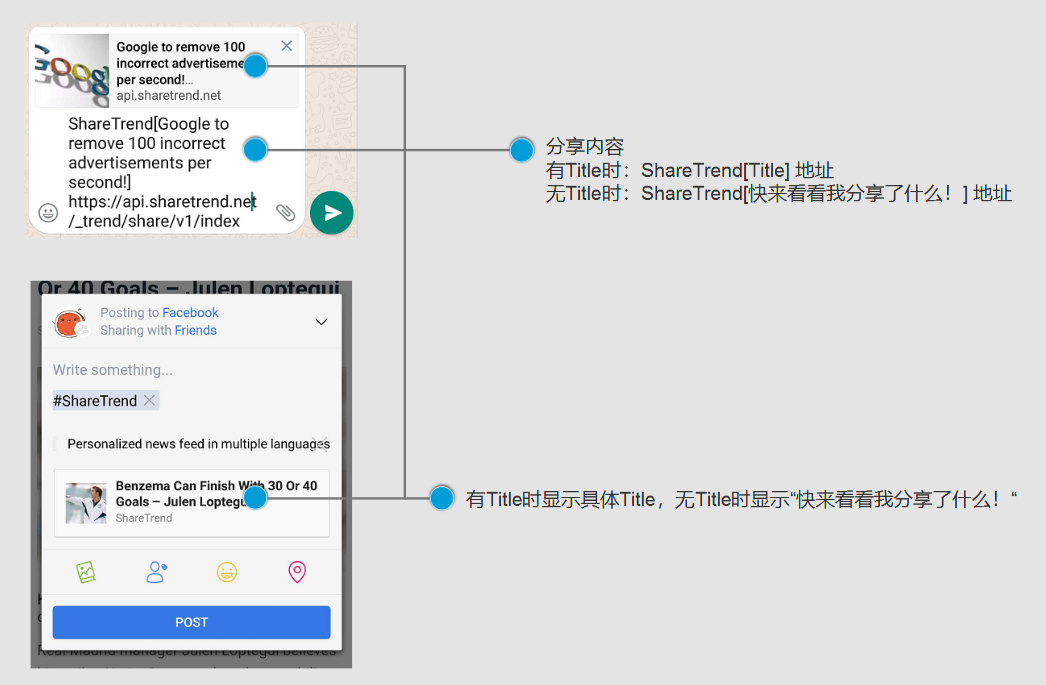 Google to remove 100
incorrect advertiseme
per second!...
api.sharetrend.net
ShareTrend[Google to
remove 100 incorrect
advertisements per
second!]
https://api.sharetrend.net
/_trend/share/v1/index
分享内容
有Title时：ShareTrend[Title] 地址
无Title时：ShareTrend[快来看看我分享了什么！] 地址
Or 40 Goals – Julen Loptegui
Posting to Facebook
Sharing with Friends
Write something...
#ShareTrend
Personalized news feed in multiple languages
Benzema Can Finish With 30 Or 40
Goals – Julen Loptegu
ShareTrend
有Title时显示具体Title，无Title时显示“快来看看我分享了什么！“
POST
Real Madrid manager Julen Loptegui believes